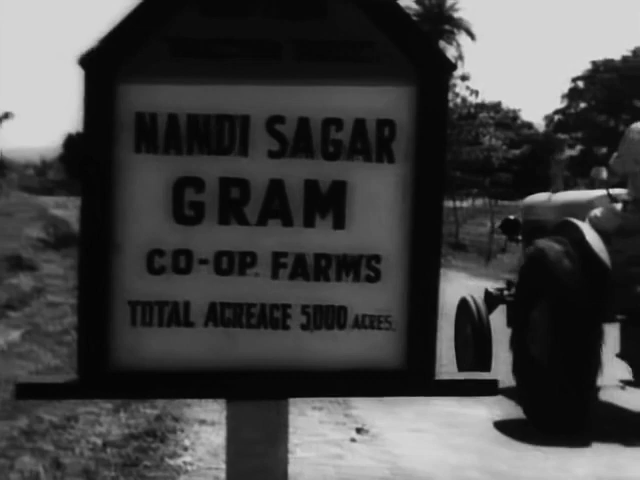 NANDI SAGAR
GRAM
CO-OP. FARMS
TOTAL ACREAGE 5,000 ACRES.